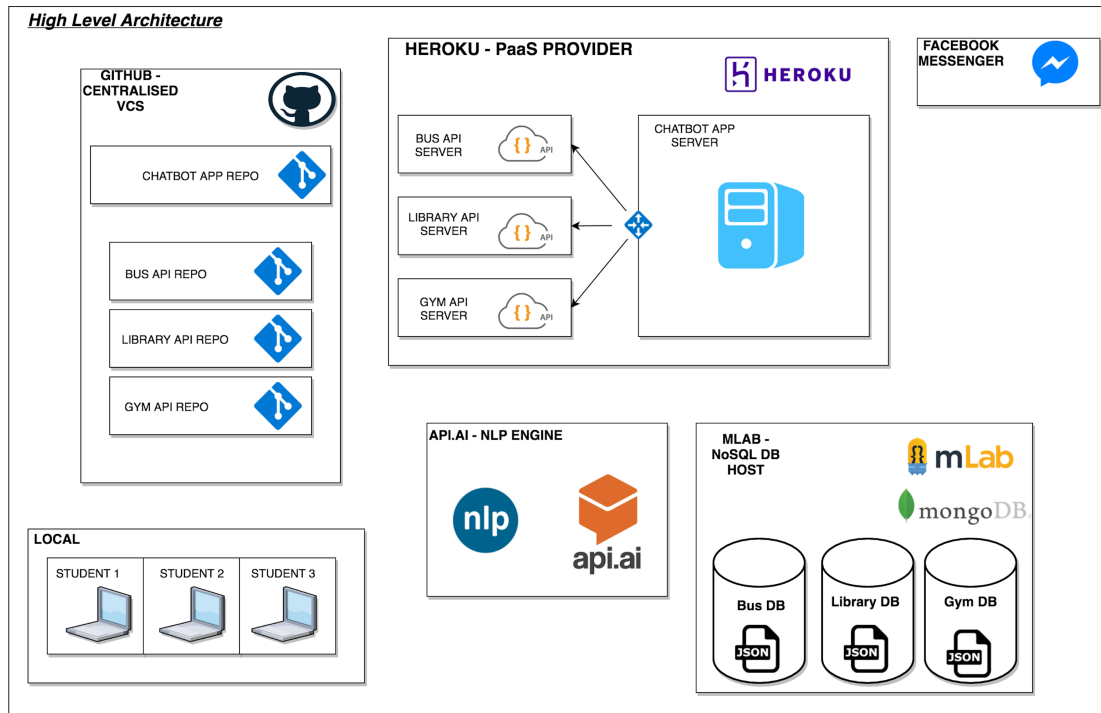 High Level Architecture
GITHUB -
CENTRALISED
VCS
CHATBOT APP REPO
BUS API REPO
LIBRARY API REPO
GYM API REPO
HEROKU - PaaS PROVIDER
HEROKU
BUS API
SERVER
{ } API
LIBRARY API
SERVER
{ } API
GYM API
SERVER
{ } API
CHATBOT APP
SERVER
FACEBOOK
MESSENGER
LOCAL
STUDENT 1
STUDENT 2
STUDENT 3
API.AI - NLP ENGINE
nlp
api.ai
MLAB -
NoSQL DB
HOST
{} mLab
mongoDB.
Bus DB
JSON
Library DB
JSON
Gym DB
JSON